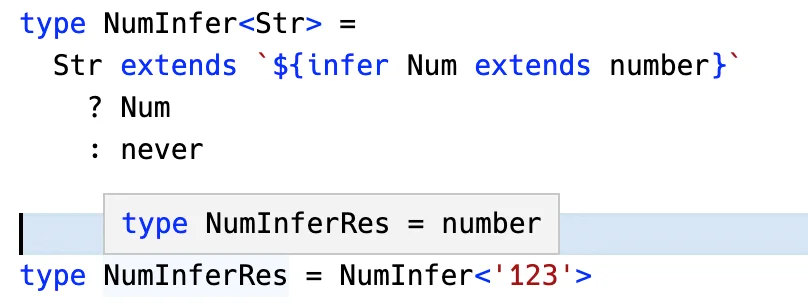 type NumInfer<Str> =
  Str extends `${infer Num extends number}`
    ? Num
    : never
type NumInferRes = number
type NumInferRes = NumInfer<'123'>